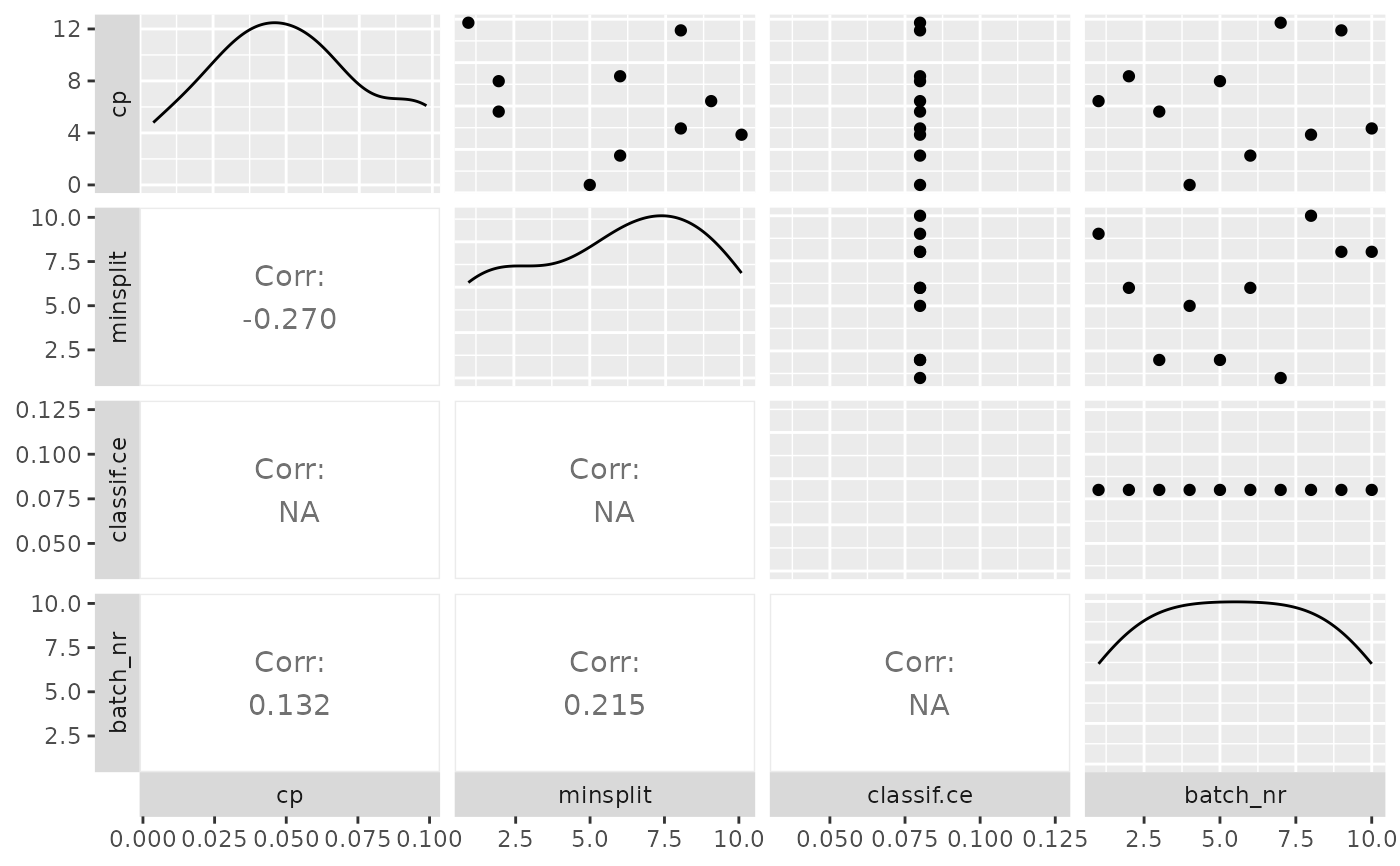 12
8
4
0
cp
10.0
7.5
5.0
2.5
minsplit
Corr:
-0.270
0.125
0.100
0.075
0.050
classif.ce
Corr:
NA
Corr:
NA
10.0
7.5
5.0
2.5
batch_nr
Corr:
0.132
Corr:
0.215
Corr:
NA
cp minsplit classif.ce batch_nr
0.000 0.025 0.050 0.075 0.100 2.5 5.0 7.5 10.0 0.050 0.075 0.100 0.125 2.5 5.0 7.5 10.0